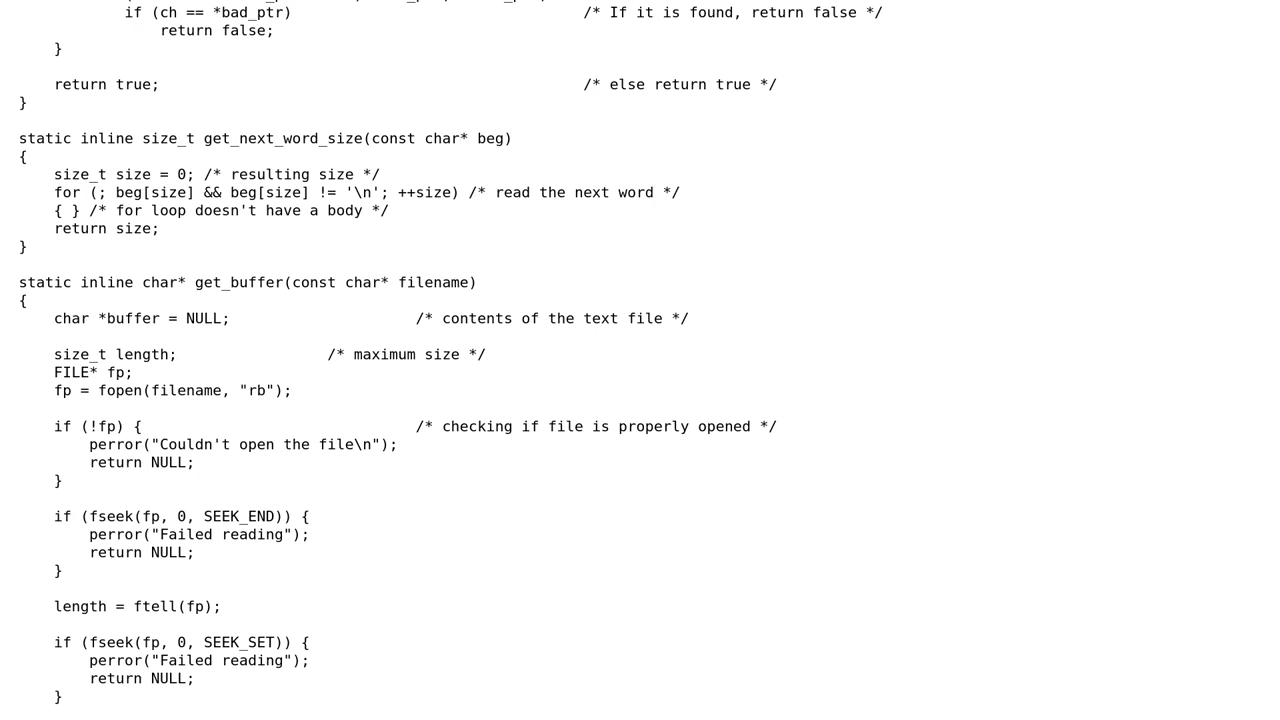 if (ch == *bad_ptr)                                 /* If it is found, return false */
                return false;
    }

    return true;                                                /* else return true */
}

static inline size_t get_next_word_size(const char* beg)
{
    size_t size = 0; /* resulting size */
    for (; beg[size] && beg[size] != '\n'; ++size) /* read the next word */
    { } /* for loop doesn't have a body */
    return size;
}

static inline char* get_buffer(const char* filename)
{
    char *buffer = NULL;                     /* contents of the text file */

    size_t length;                 /* maximum size */
    FILE* fp;
    fp = fopen(filename, "rb");

    if (!fp) {                               /* checking if file is properly opened */
        perror("Couldn't open the file\n");
        return NULL;
    }

    if (fseek(fp, 0, SEEK_END)) {
        perror("Failed reading");
        return NULL;
    }

    length = ftell(fp);

    if (fseek(fp, 0, SEEK_SET)) {
        perror("Failed reading");
        return NULL;
    }